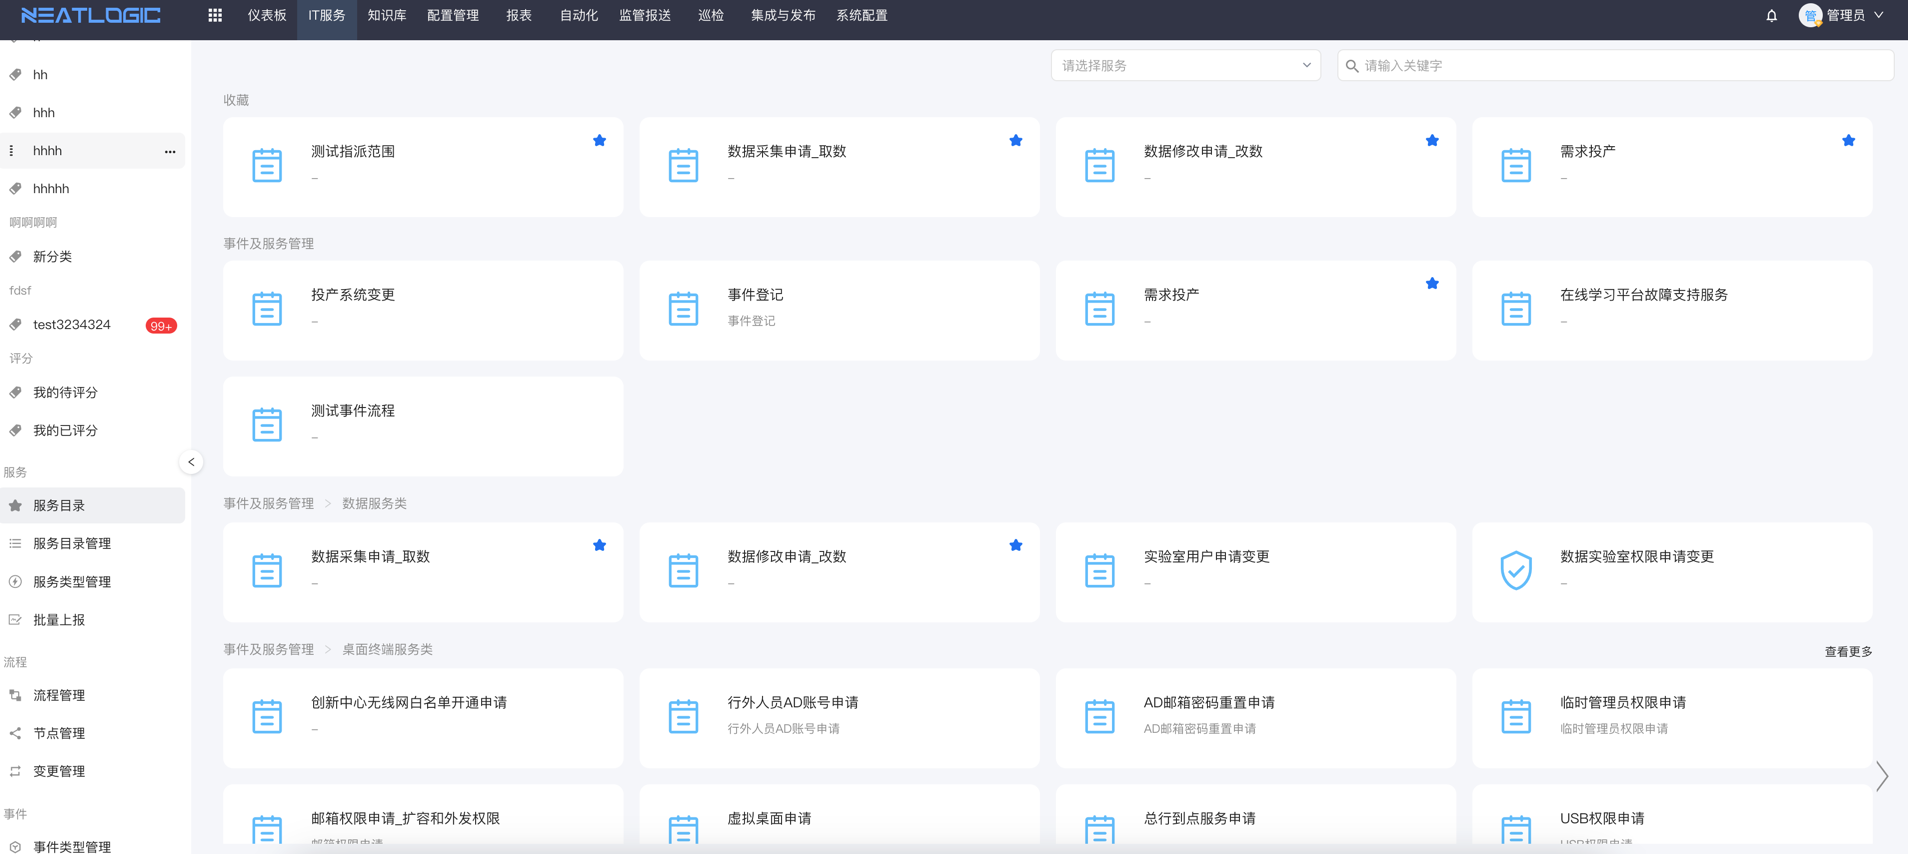 NEATLOGIC
仪表板
IT服务
知识库
配置管理
报表
自动化
监管报送
巡检
集成与发布
系统配置
管
管理员
hh
hhh
hhhh
hhhhh
啊啊啊啊
新分类
fdsf
test3234324
99+
评分
我的待评分
我的已评分
服务
服务目录
服务目录管理
服务类型管理
批量上报
流程
流程管理
节点管理
变更管理
事件
事件类型管理
请选择服务
请输入关键字
收藏
测试指派范围
–
数据采集申请_取数
–
数据修改申请_改数
–
需求投产
–
事件及服务管理
投产系统变更
–
事件登记
事件登记
需求投产
–
在线学习平台故障支持服务
–
测试事件流程
–
事件及服务管理 > 数据服务类
数据采集申请_取数
–
数据修改申请_改数
–
实验室用户申请变更
–
数据实验室权限申请变更
–
事件及服务管理 > 桌面终端服务类
查看更多
创新中心无线网白名单开通申请
–
行外人员AD账号申请
行外人员AD账号申请
AD邮箱密码重置申请
AD邮箱密码重置申请
临时管理员权限申请
临时管理员权限申请
邮箱权限申请_扩容和外发权限
邮箱权限申请
虚拟桌面申请
总行到点服务申请
USB权限申请
USB权限申请